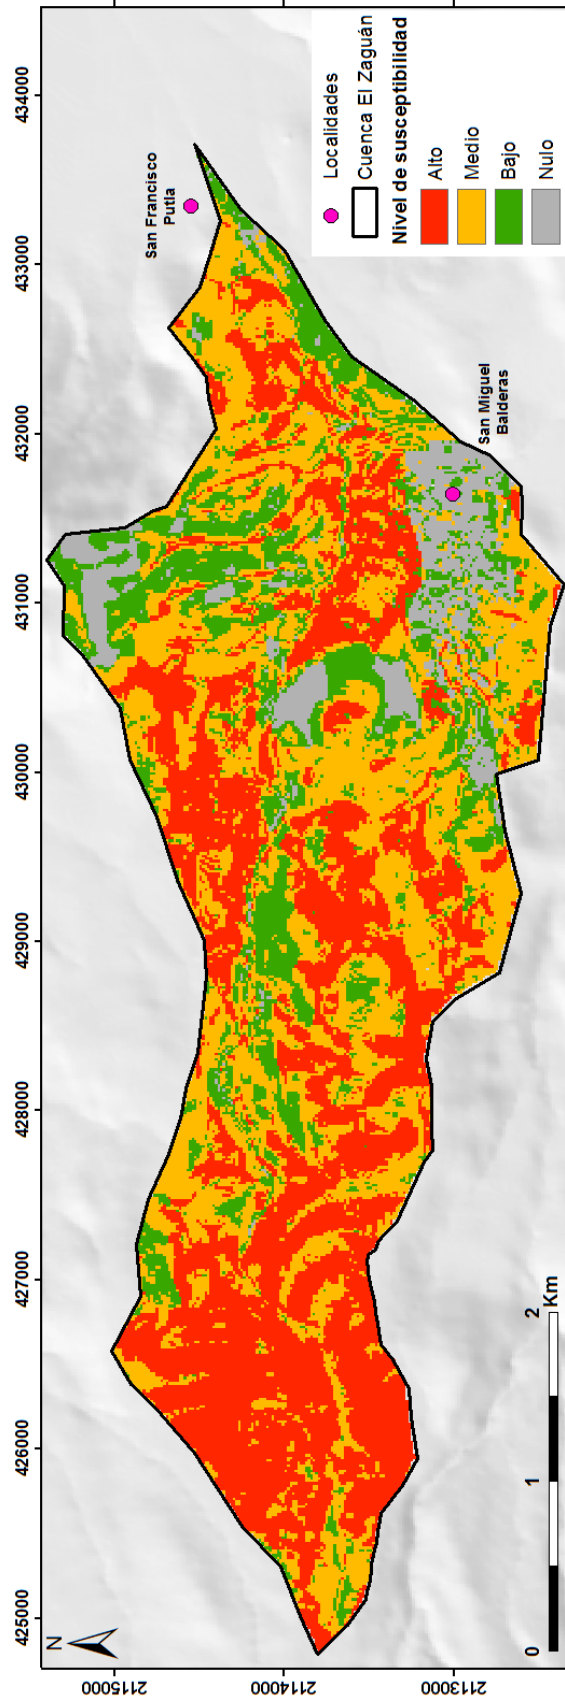 N
425000
426000
427000
428000
429000
430000
431000
432000
433000
434000
2115000
2114000
2113000
San Francisco
Putla
San Miguel
Balderas
Localidades
Cuenca El Zaguán
Nivel de susceptibilidad
Alto
Medio
Bajo
Nulo
0
1
2
Km